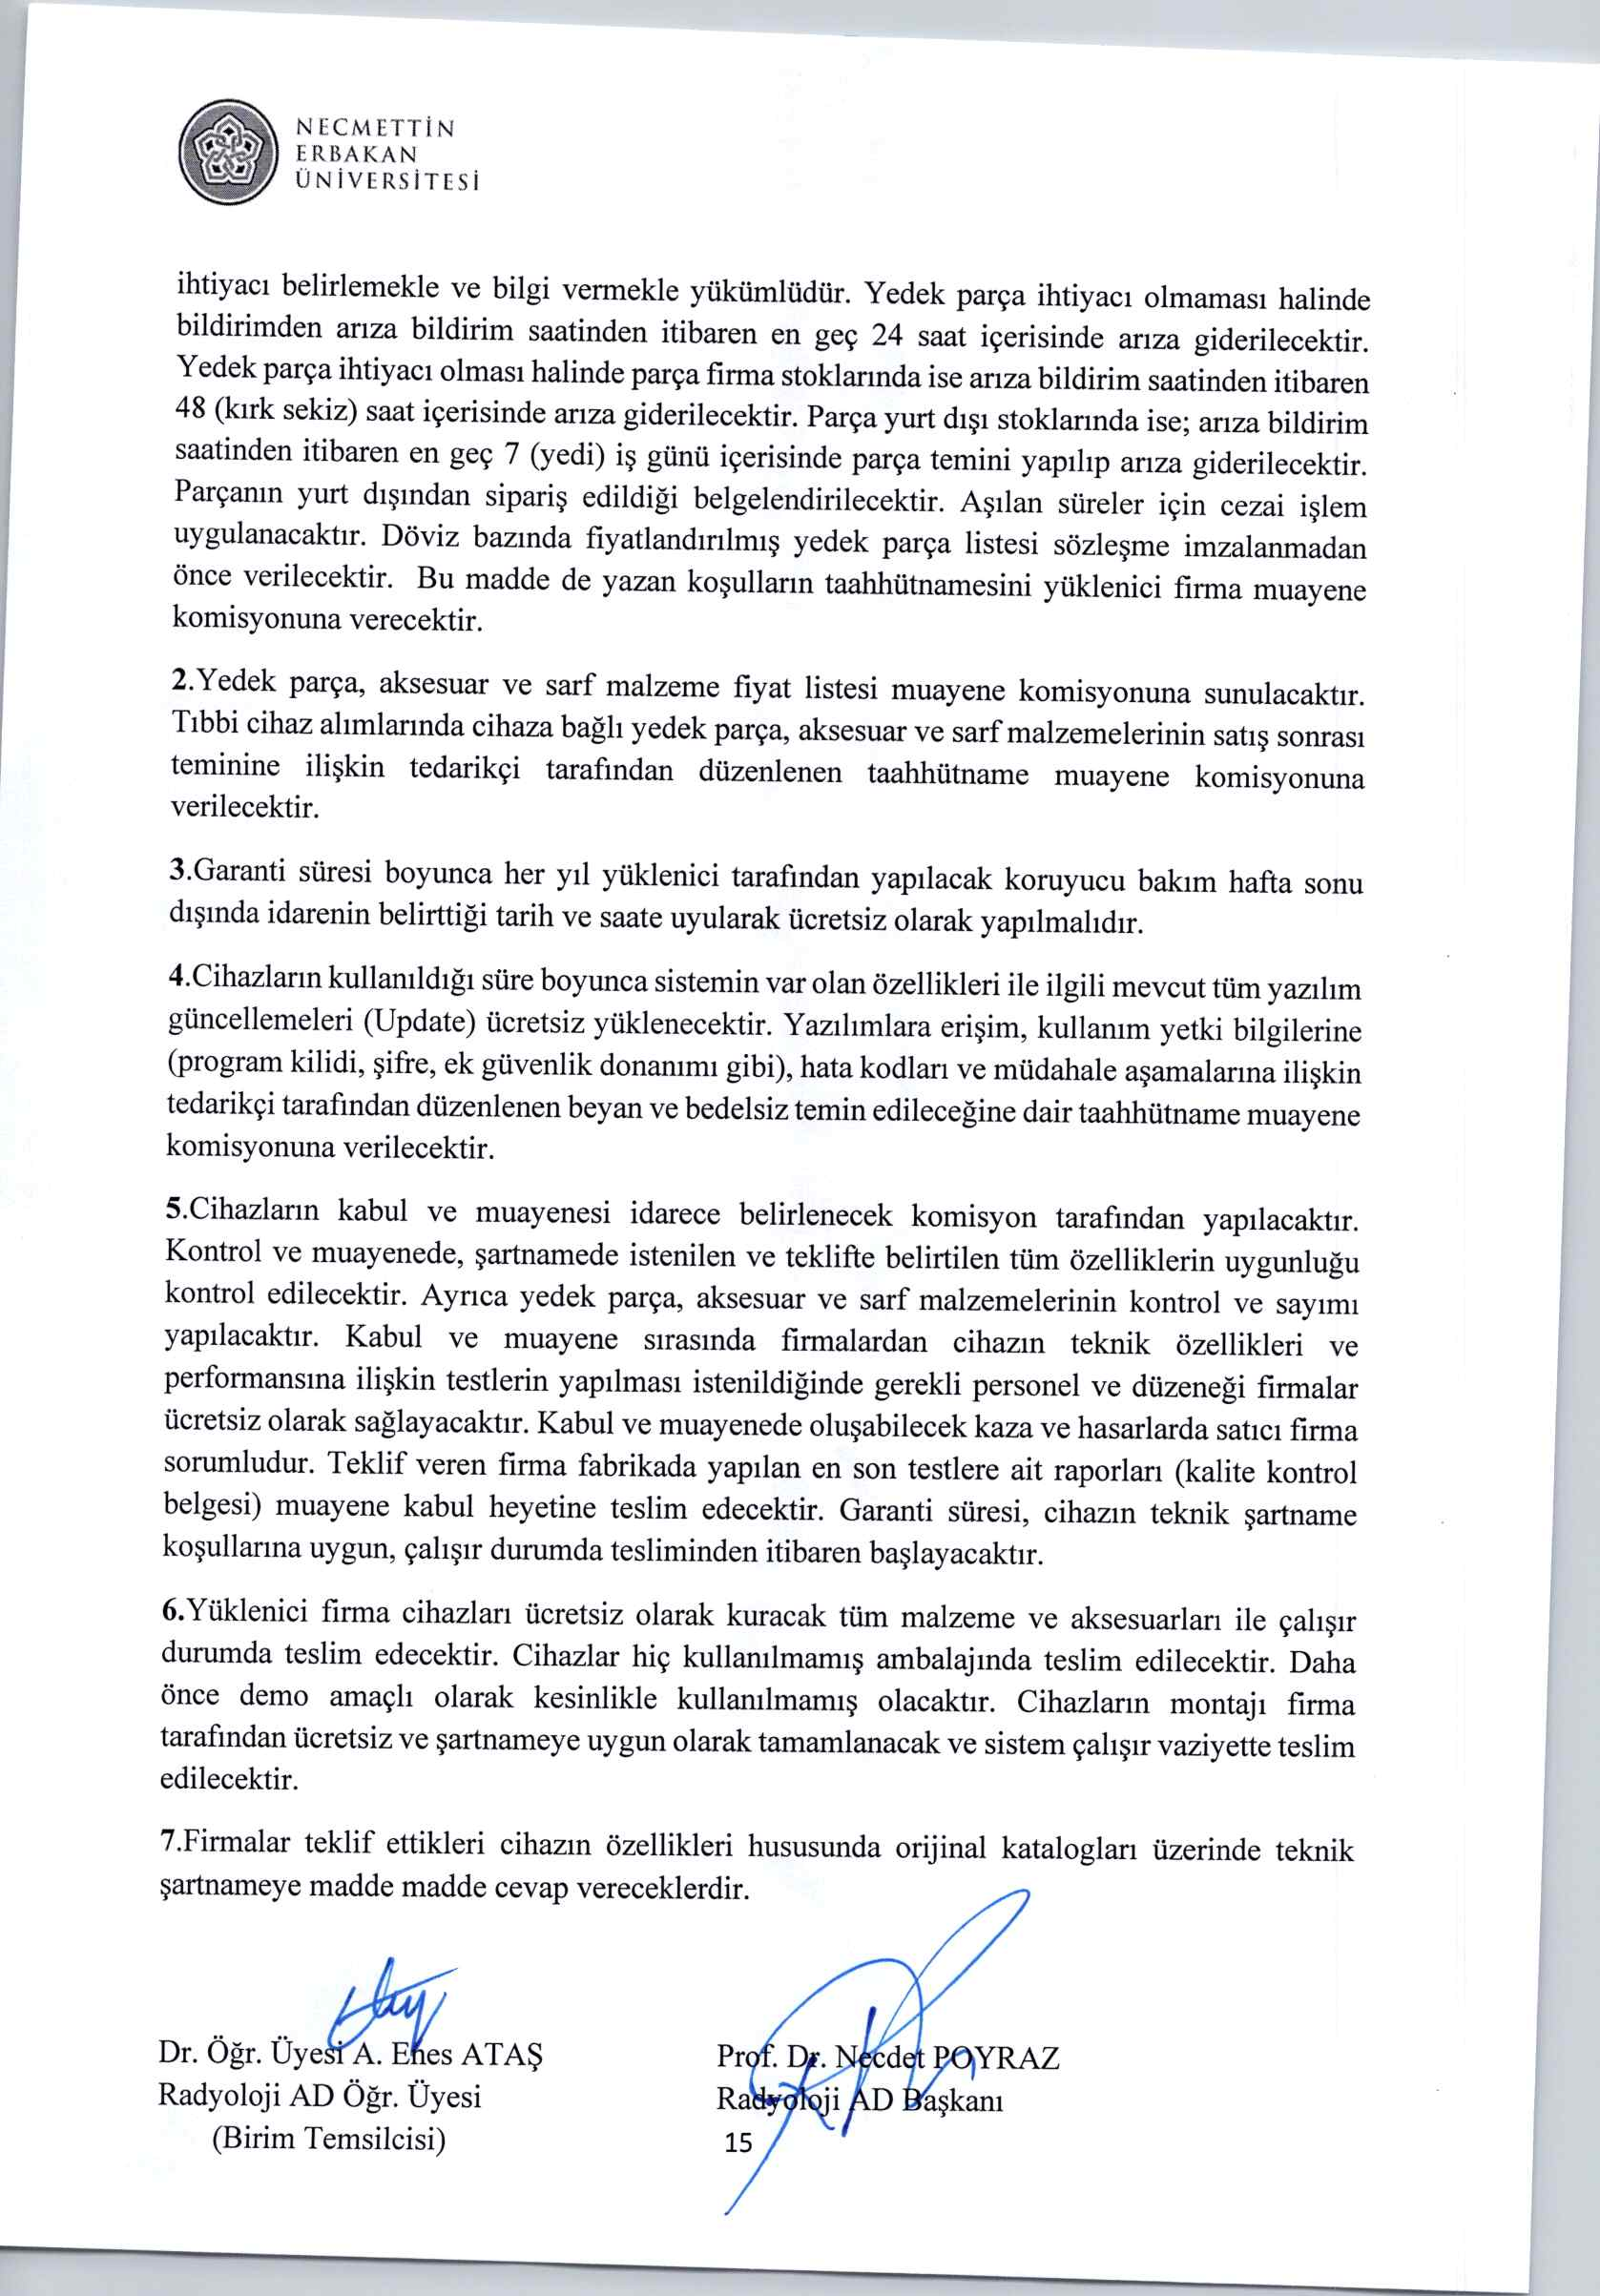 NECMETTİN
ERBAKAN
ÜNİVERSİTESİ
ihtiyacı belirlemekle ve bilgi vermekle yükümlüdür. Yedek parça ihtiyacı olmaması halinde
bildirimden arıza bildirim saatinden itibaren en geç 24 saat içerisinde arıza giderilecektir.
Yedek parça ihtiyacı olması halinde parça firma stoklarında ise arıza bildirim saatinden itibaren
48 (kırk sekiz) saat içerisinde arıza giderilecektir. Parça yurt dışı stoklarında ise; arıza bildirim
saatinden itibaren en geç 7 (yedi) iş günü içerisinde parça temini yapılıp arıza giderilecektir.
Parçanın yurt dışından sipariş edildiği belgelendirilecektir. Aşılan süreler için cezai işlem
uygulanacaktır. Döviz bazında fiyatlandırılmış yedek parça listesi sözleşme imzalanmadan
önce verilecektir. Bu madde de yazan koşulların taahhütnamesini yüklenici firma muayene
komisyonuna verecektir.
2.Yedek parça, aksesuar ve sarf malzeme fiyat listesi muayene komisyonuna sunulacaktır.
Tıbbi cihaz alımlarında cihaza bağlı yedek parça, aksesuar ve sarf malzemelerinin satış sonrası
teminine ilişkin tedarikçi tarafından düzenlenen taahhütname muayene komisyonuna
verilecektir.
3.Garanti süresi boyunca her yıl yüklenici tarafından yapılacak koruyucu bakım hafta sonu
dışında idarenin belirttiği tarih ve saate uyularak ücretsiz olarak yapılmalıdır.
4.Cihazların kullanıldığı süre boyunca sistemin var olan özellikleri ile ilgili mevcut tüm yazılım
güncellemeleri (Update) ücretsiz yüklenecektir. Yazılımlara erişim, kullanım yetki bilgilerine
(program kilidi, şifre, ek güvenlik donanımı gibi), hata kodları ve müdahale aşamalarına ilişkin
tedarikçi tarafından düzenlenen beyan ve bedelsiz temin edileceğine dair taahhütname muayene
komisyonuna verilecektir.
5.Cihazların kabul ve muayenesi idarece belirlenecek komisyon tarafından yapılacaktır.
Kontrol ve muayenede, şartnamede istenilen ve teklifte belirtilen tüm özelliklerin uygunluğu
kontrol edilecektir. Ayrıca yedek parça, aksesuar ve sarf malzemelerinin kontrol ve sayımı
yapılacaktır. Kabul ve muayene sırasında firmalardan cihazın teknik özellikleri ve
performansına ilişkin testlerin yapılması istenildiğinde gerekli personel ve düzeneği firmalar
ücretsiz olarak sağlayacaktır. Kabul ve muayenede oluşabilecek kaza ve hasarlarda satıcı firma
sorumludur. Teklif veren firma fabrikada yapılan en son testlere ait raporları (kalite kontrol
belgesi) muayene kabul heyetine teslim edecektir. Garanti süresi, cihazın teknik şartname
koşullarına uygun, çalışır durumda tesliminden itibaren başlayacaktır.
6.Yüklenici firma cihazları ücretsiz olarak kuracak tüm malzeme ve aksesuarları ile çalışır
durumda teslim edecektir. Cihazlar hiç kullanılmamış ambalajında teslim edilecektir. Daha
önce demo amaçlı olarak kesinlikle kullanılmamış olacaktır. Cihazların montajı firma
tarafından ücretsiz ve şartnameye uygun olarak tamamlanacak ve sistem çalışır vaziyette teslim
edilecektir.
7.Firmalar teklif ettikleri cihazın özellikleri hususunda orijinal katalogları üzerinde teknik
şartnameye madde madde cevap vereceklerdir.
Dr. Öğr. Üyesi A. Enes ATAŞ
Radyoloji AD Öğr. Üyesi
(Birim Temsilcisi)
Prof. Dr. Necdet POYRAZ
Radyoloji AD Başkanı
15